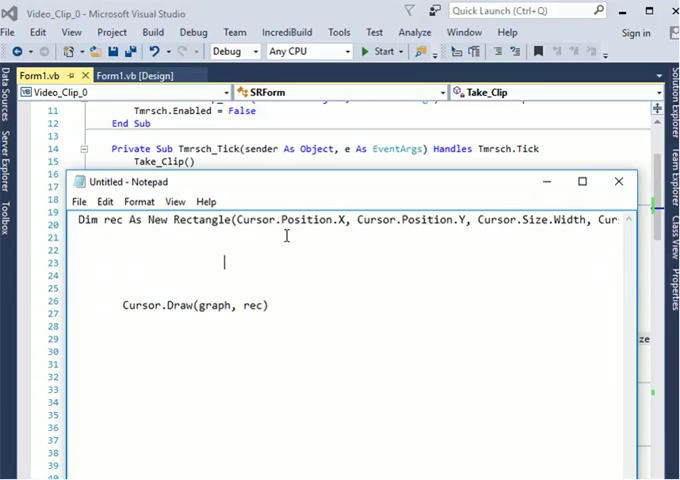 Video_Clip_0 - Microsoft Visual Studio
Quick Launch (Ctrl+Q)
File Edit View Project Build Debug Team IncrediBuild Tools Test Analyze Window Help Sign in
Debug Any CPU Start
Form1.vb Form1.vb [Design]
Video_Clip_0 SRForm Take_Clip
11 Tmrsch.Enabled = False
12 End Sub
13
14 Private Sub Tmrsch_Tick(sender As Object, e As EventArgs) Handles Tmrsch.Tick
15 Take_Clip()
16
17
18
19
20
21
22
23
24
25
26
27
28
29
30
31
32
33
34
35
36
37
38
39
Untitled - Notepad
File Edit Format View Help
Dim rec As New Rectangle(Cursor.Position.X, Cursor.Position.Y, Cursor.Size.Width, Cur
Cursor.Draw(graph, rec)
ze
Data Sources
Server Explorer
Toolbox
Solution Explorer
Team Explorer
Class View
Properties